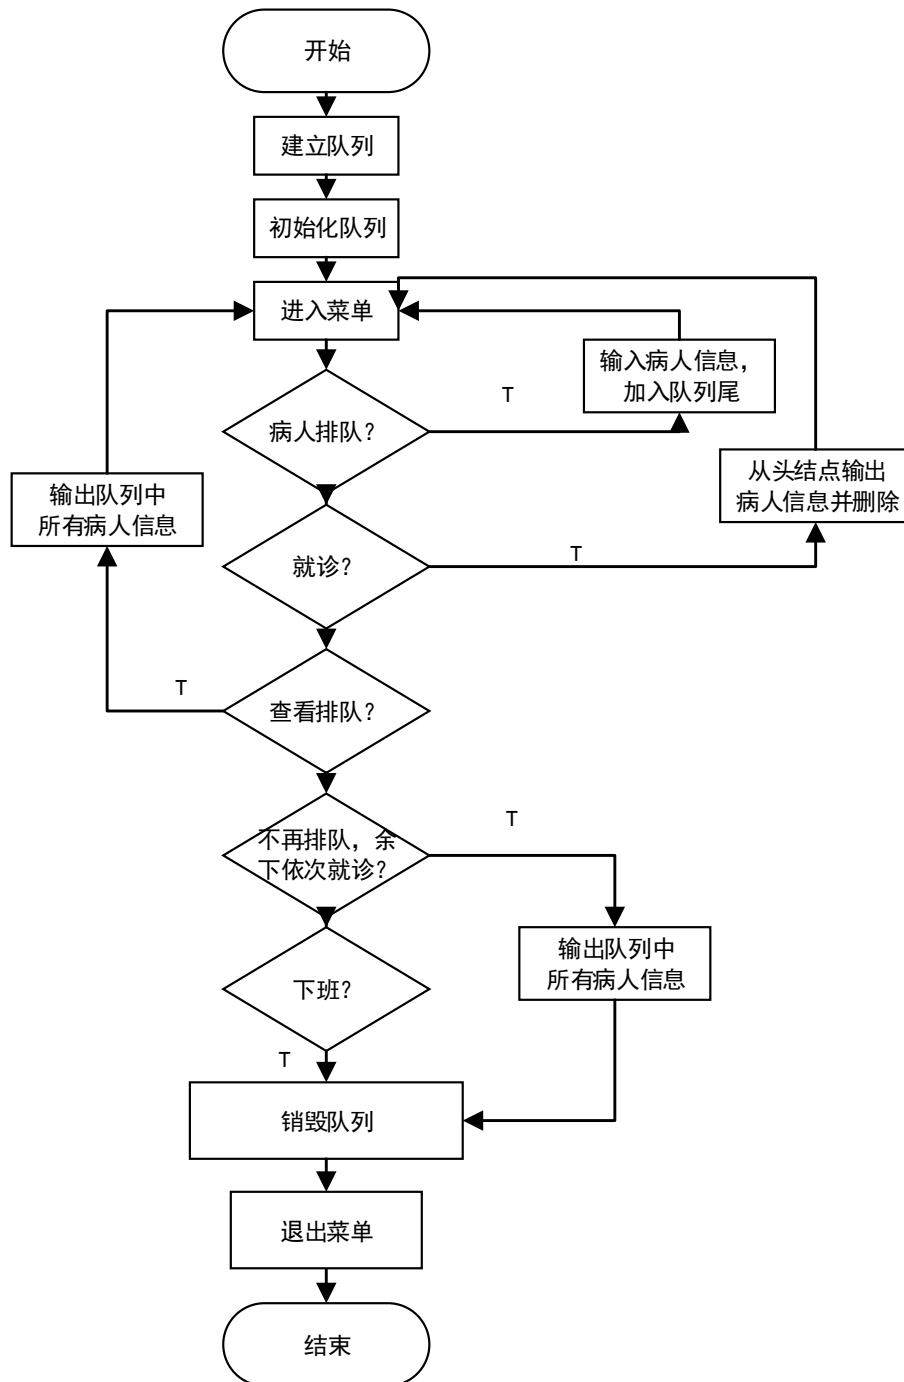 开始
建立队列
初始化队列
进入菜单
输入病人信息，
加入队列尾
T
病人排队？
从头结点输出
病人信息并删除
输出队列中
所有病人信息
就诊？
T
T
查看排队？
T
不再排队，余
下依次就诊？
输出队列中
所有病人信息
下班？
T
销毁队列
退出菜单
结束